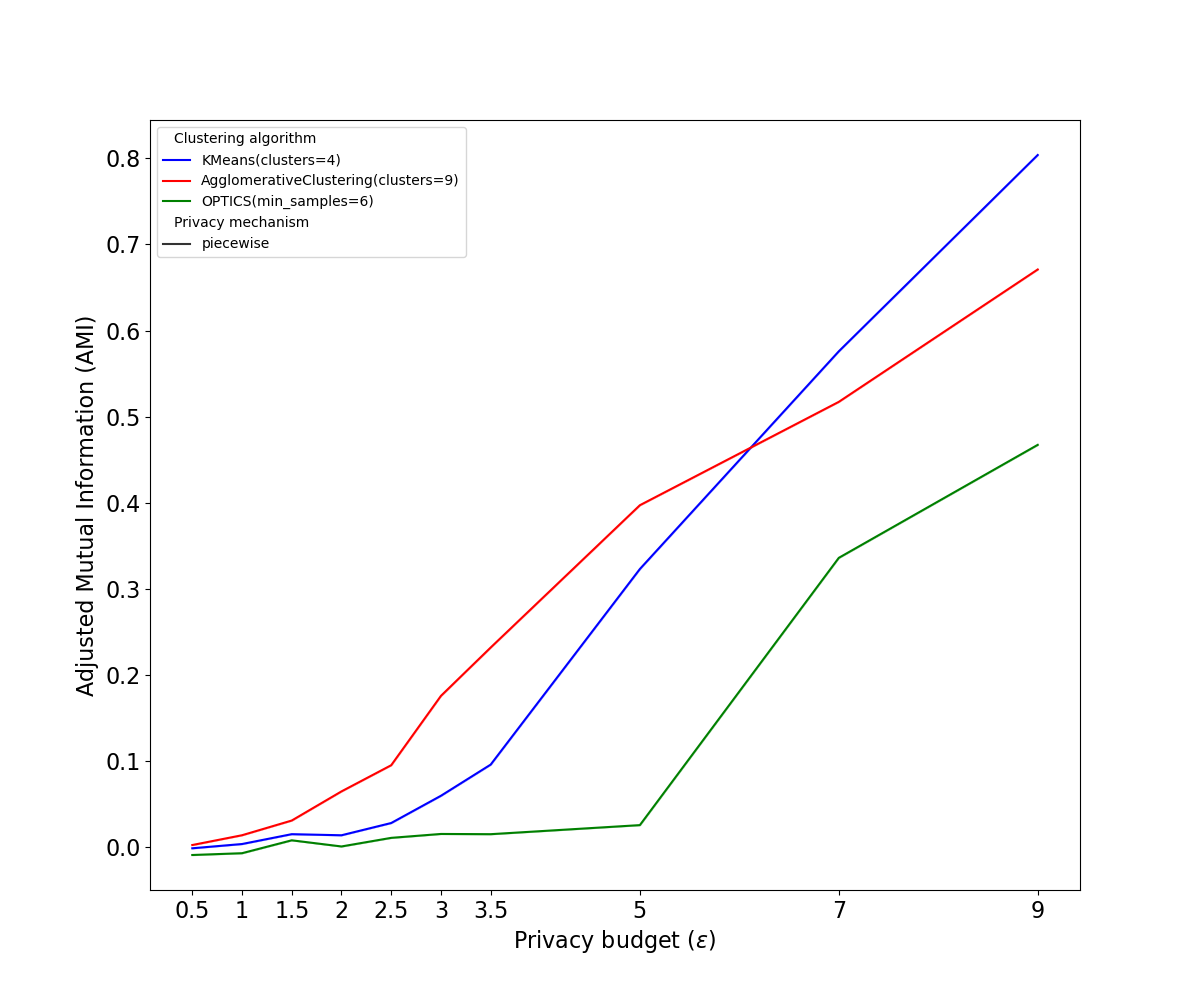 Clustering algorithm
KMeans(clusters=4)
AgglomerativeClustering(clusters=9)
OPTICS(min_samples=6)
Privacy mechanism
piecewise
Adjusted Mutual Information (AMI)
0.8
0.7
0.6
0.5
0.4
0.3
0.2
0.1
0.0
0.5 1 1.5 2 2.5 3 3.5 5 7 9
Privacy budget (ε)